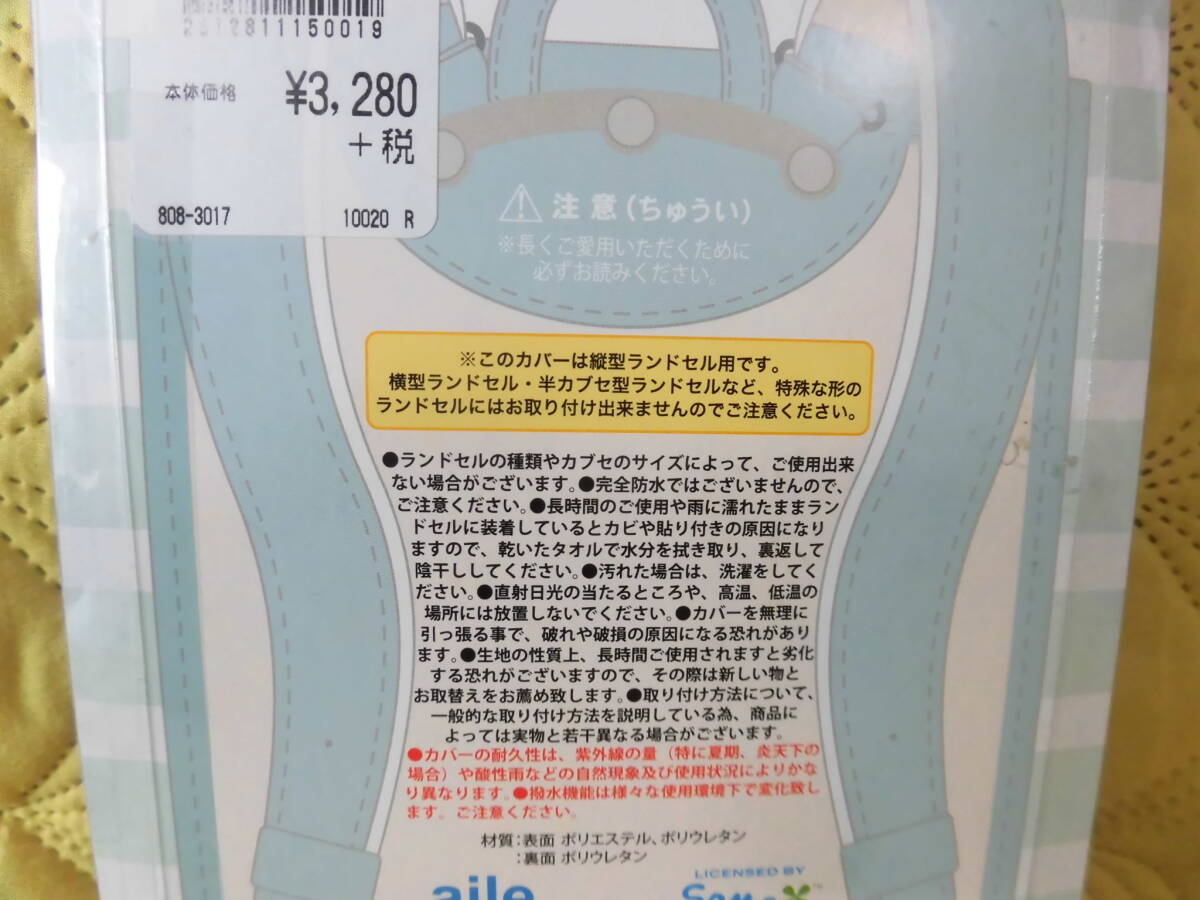 811150019
本体価格 ¥3,280
+税
808-3017 10020 R
注意(ちゅうい)
※長くご愛用いただくために
必ずお読みください。
※このカバーは縦型ランドセル用です。
横型ランドセル・半カブセ型ランドセルなど、特殊な形の
ランドセルにはお取り付け出来ませんのでご注意ください。
●ランドセルの種類やカブセのサイズによって、ご使用出来
ない場合がございます。●完全防水ではございませんので、
ご注意ください。●長時間のご使用や雨に濡れたままラン
ドセルに装着しているとカビや貼り付きの原因になり
ますので、乾いたタオルで水分を拭き取り、裏返して
陰干ししてください。●汚れた場合は、洗濯をしてく
ださい。●直射日光の当たるところや、高温、低温の
場所には放置しないでください。●カバーを無理に
引っ張る事で、破れや破損の原因になる恐れがあり
ます。●生地の性質上、長時間ご使用されますと劣化
する恐れがございますので、その際は新しい物と
お取替えをお薦め致します。●取り付け方法について、
一般的な取り付け方法を説明している為、商品に
よっては実物と若干異なる場合がございます。
●カバーの耐久性は、紫外線の量（特に夏期、炎天下の
場合）や酸性雨などの自然現象及び使用状況によりかな
り異なります。●撥水機能は様々な使用環境下で変化致し
ます。ご注意ください。
材質：表面 ポリエステル、ポリウレタン
：裏面 ポリウレタン
aile
LICENSED BY
San-X™